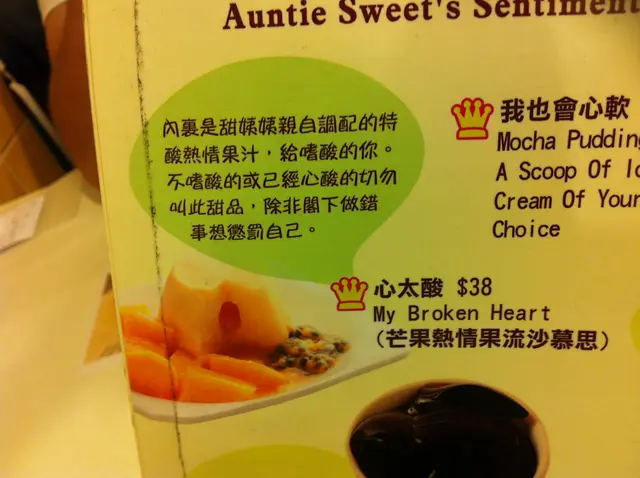 Auntie Sweet's Sentiment
內裏是甜姨姨親自調配的特
酸熱情果汁，給嗜酸的你。
不嗜酸的或已經心酸的切勿
叫此甜品，除非閣下做錯
事想懲罰自己。
我也會心軟
Mocha Pudding
A Scoop Of Ic
Cream Of Your
Choice
心太酸 $38
My Broken Heart
(芒果熱情果流沙慕思)